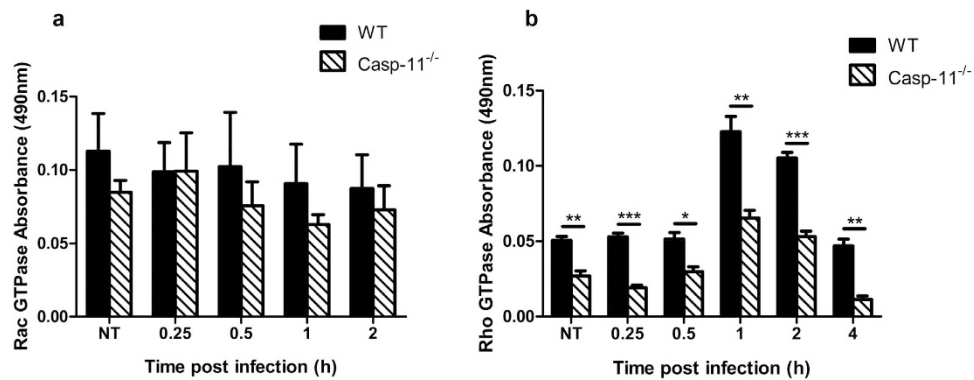 a
WT
Casp-11-/-
Rac GTPase Absorbance (490nm)
0.15
0.10
0.05
0.00
NT 0.25 0.5 1 2
Time post infection (h)
b
WT
Casp-11-/-
Rho GTPase Absorbance (490nm)
0.15
0.10
0.05
0.00
** *** * ** *** **
NT 0.25 0.5 1 2 4
Time post infection (h)